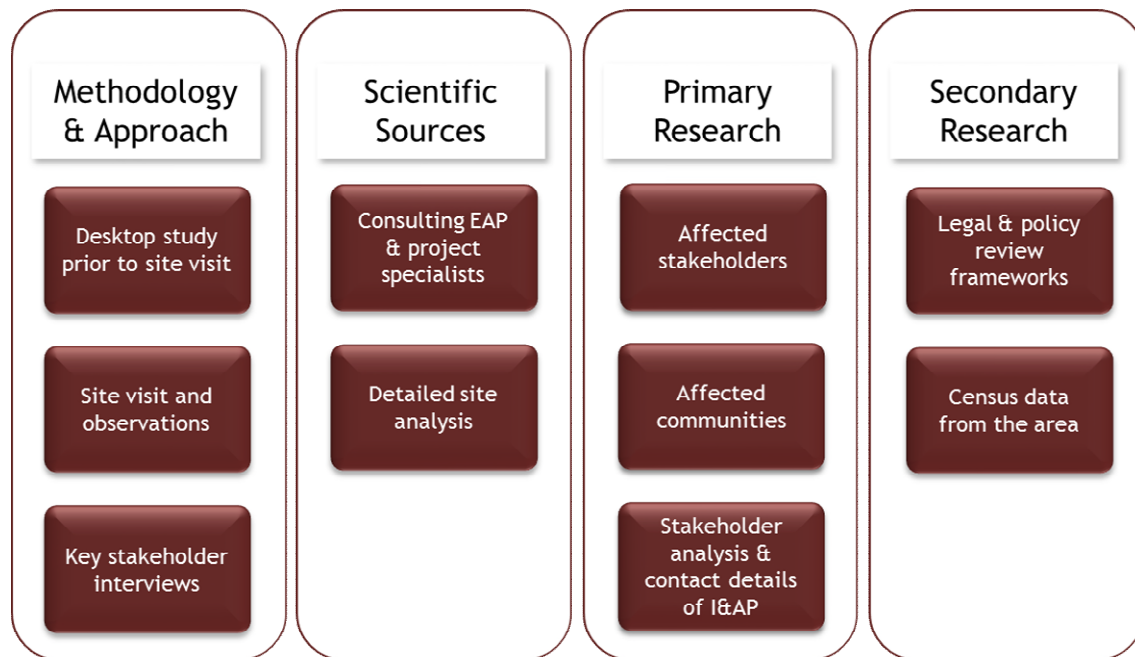 Methodology
& Approach
Desktop study
prior to site visit
Site visit and
observations
Key stakeholder
interviews
Scientific
Sources
Consulting EAP
& project
specialists
Detailed site
analysis
Primary
Research
Affected
stakeholders
Affected
communities
Stakeholder
analysis &
contact details
of I&AP
Secondary
Research
Legal & policy
review
frameworks
Census data
from the area